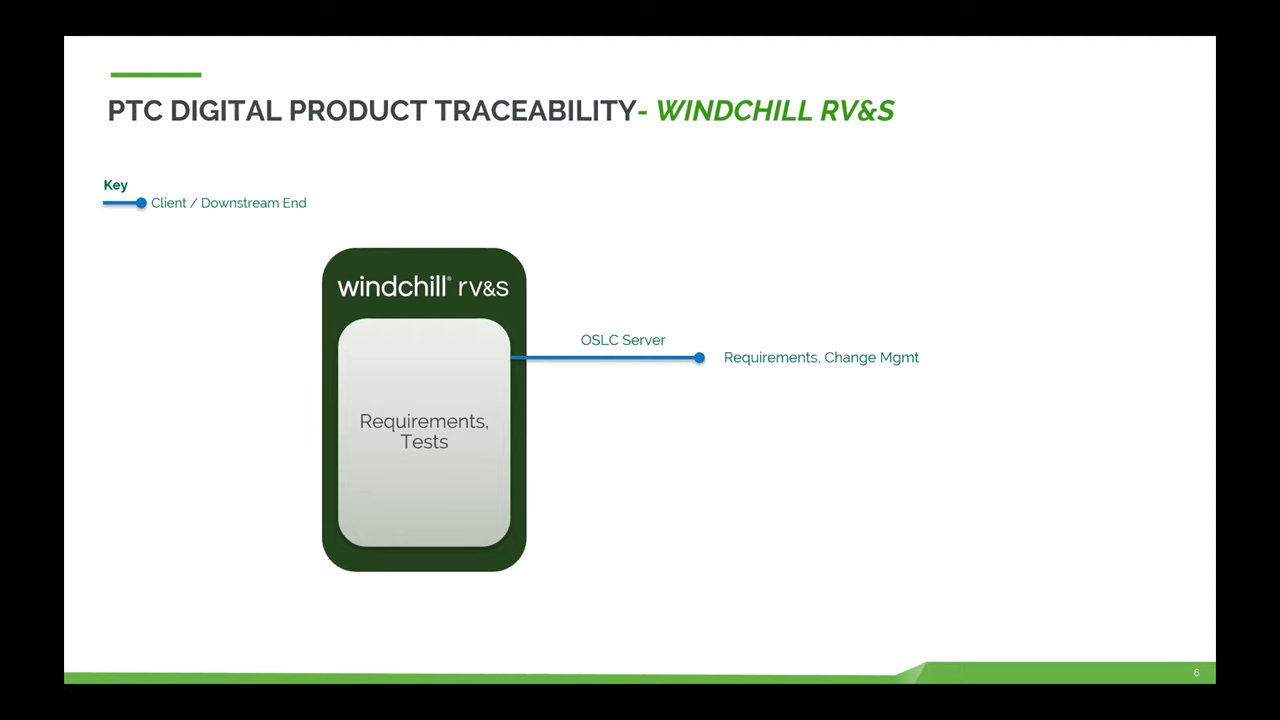 PTC DIGITAL PRODUCT TRACEABILITY- WINDCHILL RV&S
Key
Client / Downstream End
windchill® rv&s
OSLC Server
Requirements, Change Mgmt
Requirements,
Tests
6